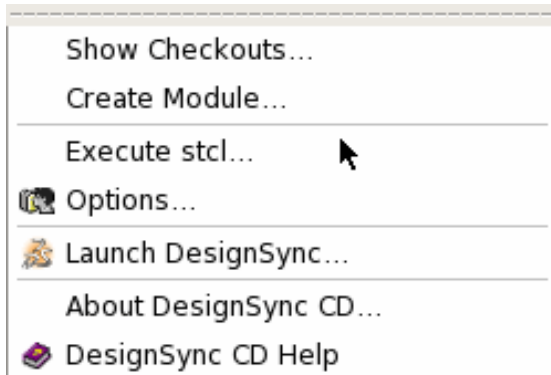 Show Checkouts...
Create Module...
Execute stcl...
Options...
Launch DesignSync...
About DesignSync CD...
DesignSync CD Help